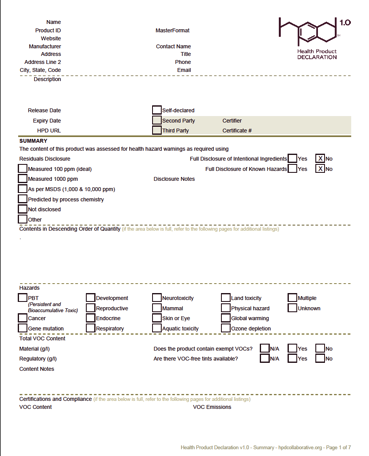 1.0
Name
Product ID MasterFormat
Website
Manufacturer Contact Name
Address Title
Address Line 2 Phone
City, State, Code Email
Health Product
DECLARATION
Description
Release Date Self-declared
Expiry Date Second Party Certifier
HPD URL Third Party Certificate #
SUMMARY
The content of this product was assessed for health hazard warnings as required using
Residuals Disclosure Full Disclosure of Intentional Ingredients Yes X No
Measured 100 ppm (ideal) Full Disclosure of Known Hazards Yes X No
Measured 1000 ppm Disclosure Notes
As per MSDS (1,000 & 10,000 ppm)
Predicted by process chemistry
Not disclosed
Other
Contents in Descending Order of Quantity (if the area below is full, refer to the following pages for additional listings)
Hazards
PBT Development Neurotoxicity Land toxicity Multiple
(Persistent and
Bioaccumulative Toxic) Reproductive Mammal Physical hazard Unknown
Cancer Endocrine Skin or Eye Global warming
Gene mutation Respiratory Aquatic toxicity Ozone depletion
Total VOC Content
Material (g/l) Does the product contain exempt VOCs? N/A Yes No
Regulatory (g/l) Are there VOC-free tints available? N/A Yes No
Content Notes
Certifications and Compliance (if the area below is full, refer to the following pages for additional listings)
VOC Content VOC Emissions
Health Product Declaration v1.0 - Summary - hpdcollaborative.org - Page 1 of 7